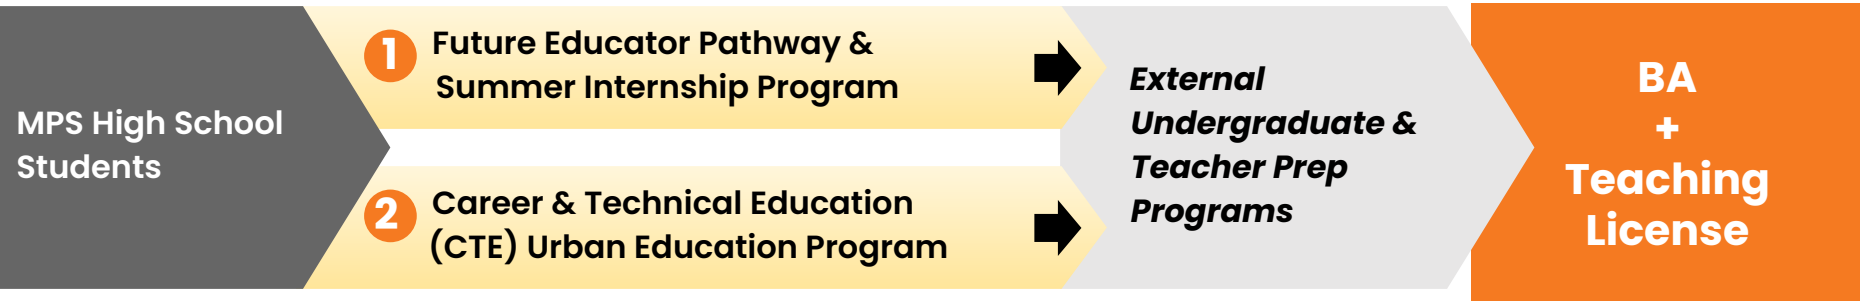 MPS High School
Students
1
Future Educator Pathway &
Summer Internship Program
2
Career & Technical Education
(CTE) Urban Education Program
External
Undergraduate &
Teacher Prep
Programs
BA
+
Teaching
License